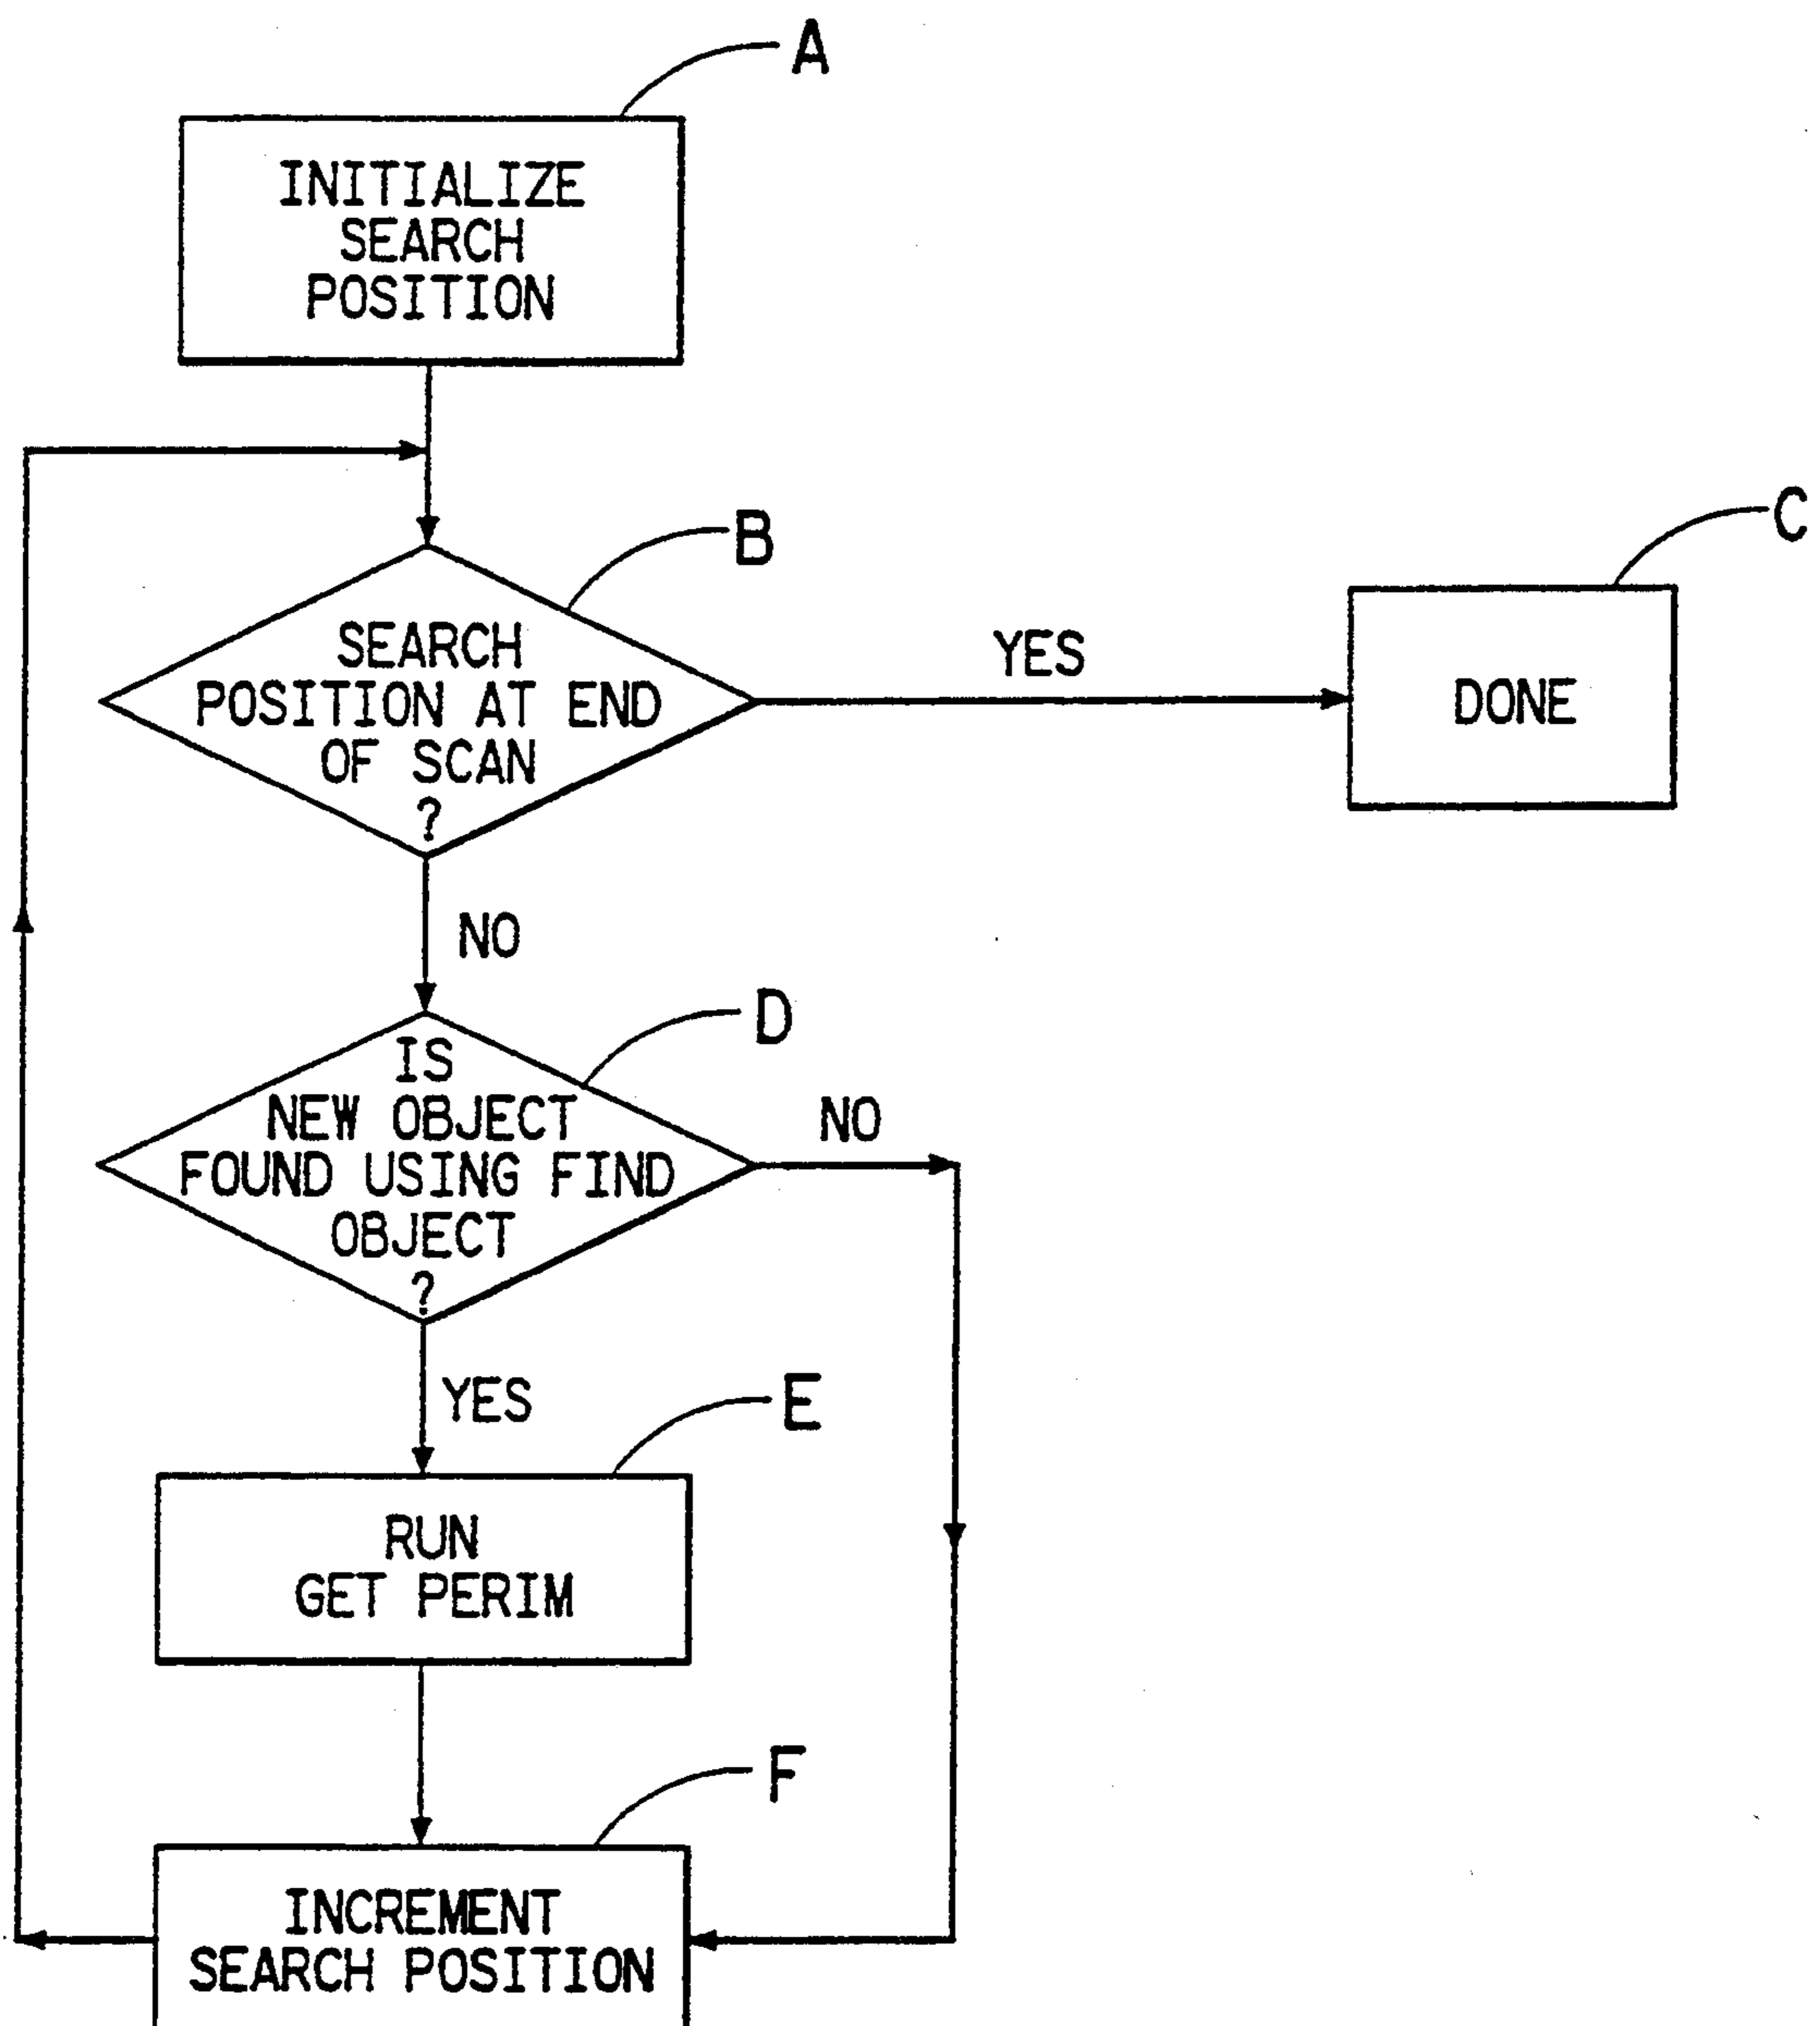 A
INITIALIZE
SEARCH
POSITION
B
SEARCH
POSITION AT END
OF SCAN
?
YES
C
DONE
NO
D
IS
NEW OBJECT
FOUND USING FIND
OBJECT
?
NO
YES
E
RUN
GET PERIM
F
INCREMENT
SEARCH POSITION